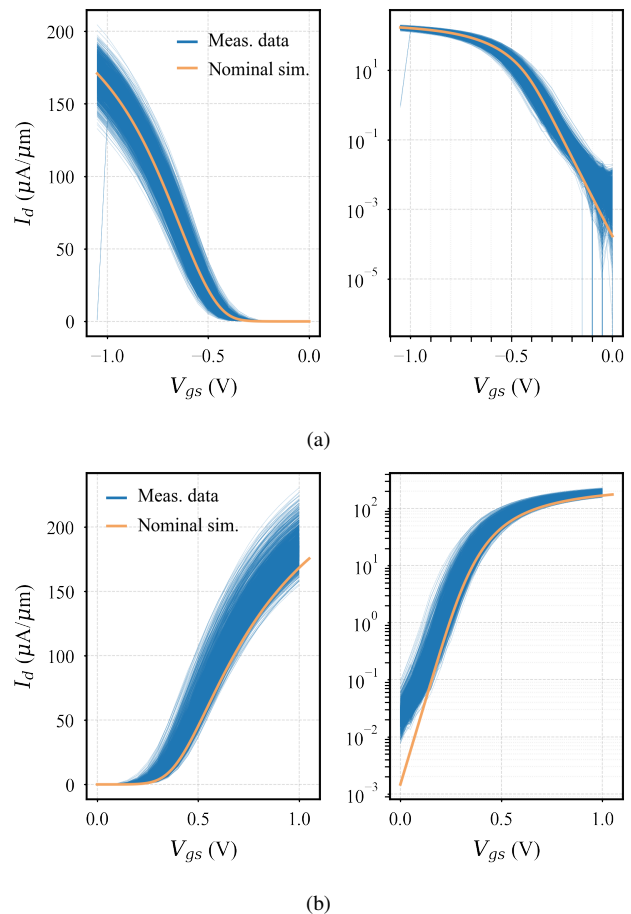 200
150
100
50
0
I_d (µA/µm)
Meas. data
Nominal sim.
−1.0 −0.5 0.0
V_gs (V)
10^1
10^−1
10^−3
10^−5
−1.0 −0.5 0.0
V_gs (V)
(a)
200
150
100
50
0
I_d (µA/µm)
Meas. data
Nominal sim.
0.0 0.5 1.0
V_gs (V)
10^2
10^1
10^0
10^−1
10^−2
10^−3
0.0 0.5 1.0
V_gs (V)
(b)